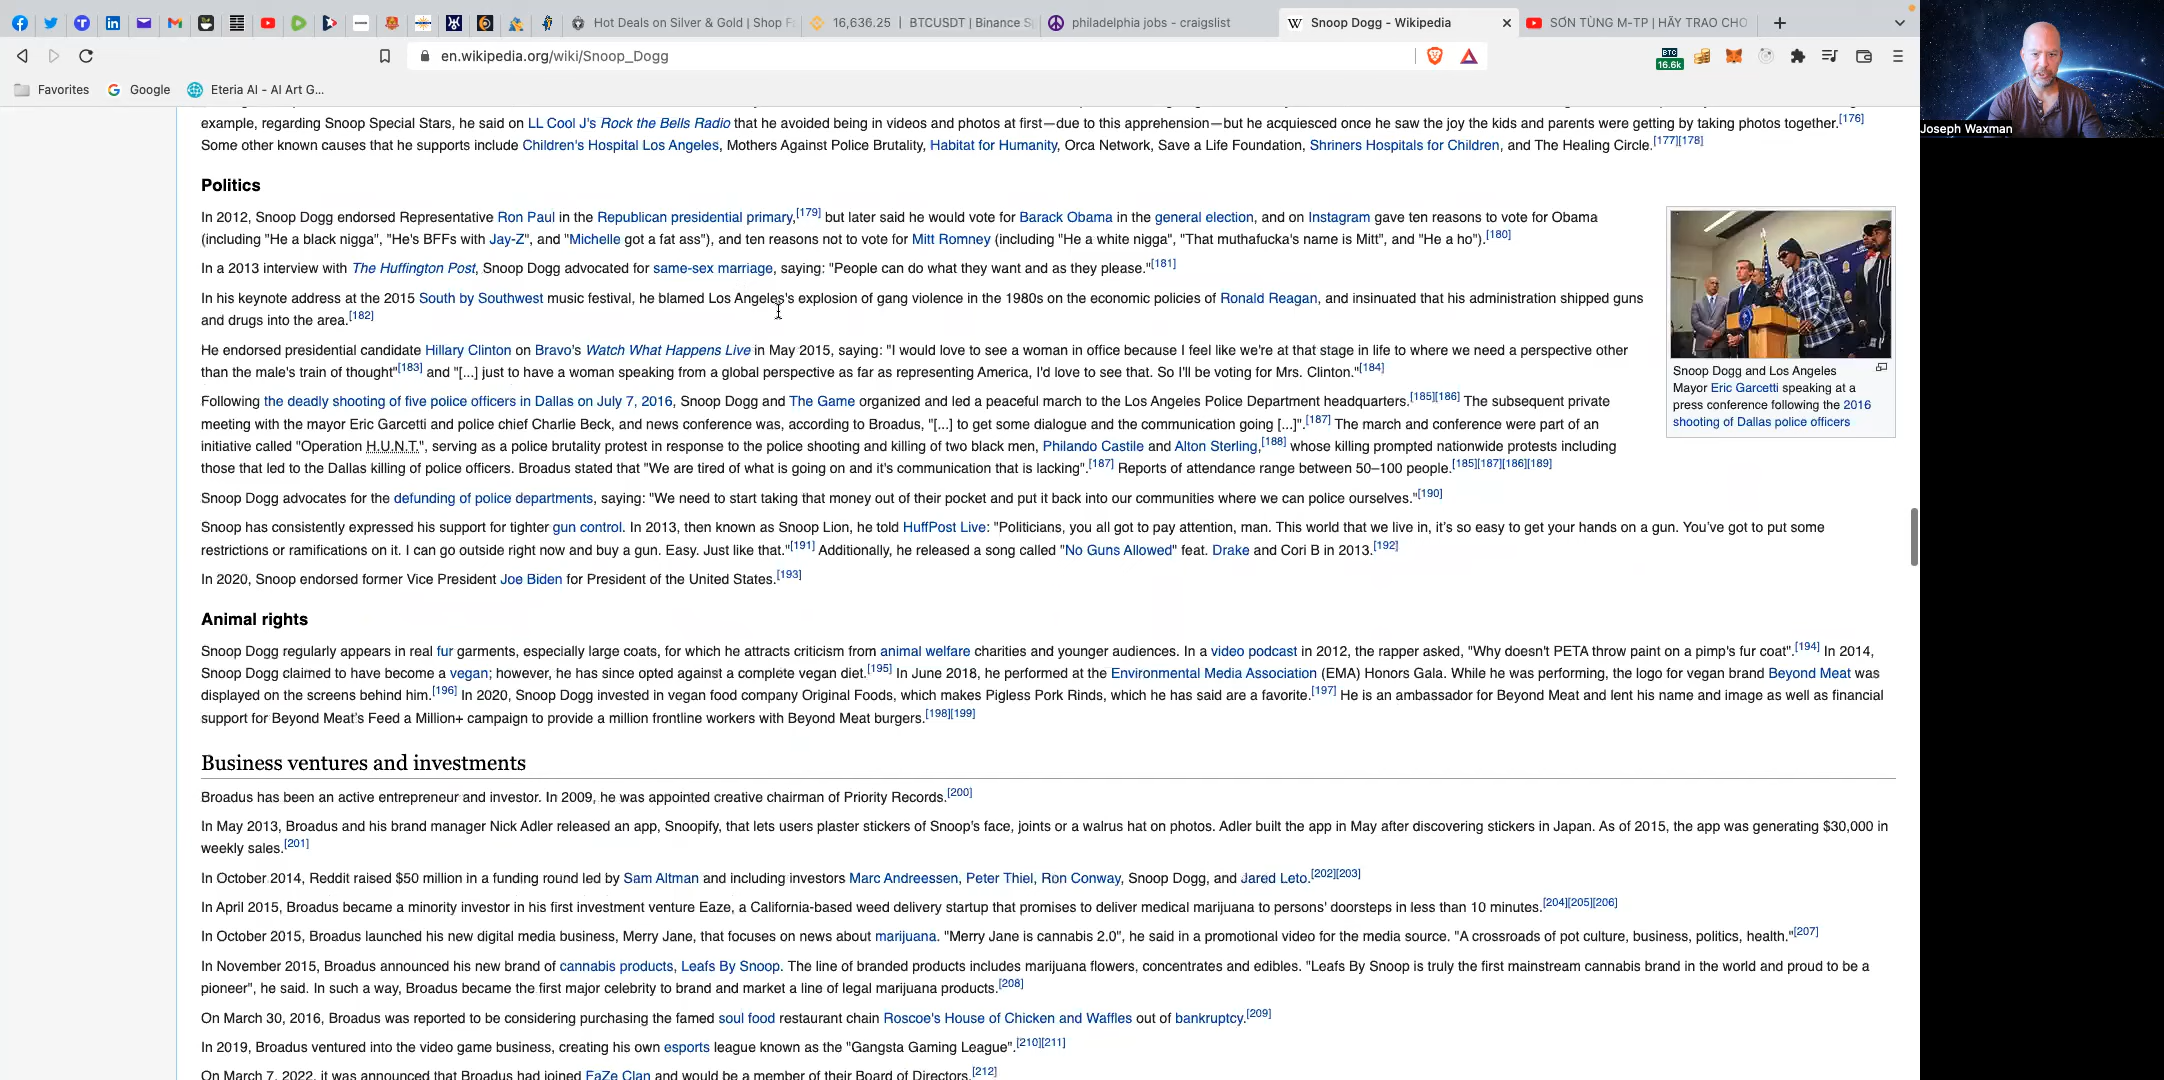 Hot Deals on Silver & Gold | Shop F
16,636.25 | BTCUSDT | Binance S
philadelphia jobs - craigslist
Snoop Dogg - Wikipedia
SƠN TÙNG M-TP | HÃY TRAO CHO
en.wikipedia.org/wiki/Snoop_Dogg
BTC
16.6k
Favorites
Google
Eteria AI - AI Art G...
Joseph Waxman
example, regarding Snoop Special Stars, he said on LL Cool J's Rock the Bells Radio that he avoided being in videos and photos at first—due to this apprehension—but he acquiesced once he saw the joy the kids and parents were getting by taking photos together.[176]
Some other known causes that he supports include Children's Hospital Los Angeles, Mothers Against Police Brutality, Habitat for Humanity, Orca Network, Save a Life Foundation, Shriners Hospitals for Children, and The Healing Circle.[177][178]
Politics
In 2012, Snoop Dogg endorsed Representative Ron Paul in the Republican presidential primary,[179] but later said he would vote for Barack Obama in the general election, and on Instagram gave ten reasons to vote for Obama
(including "He a black nigga", "He's BFFs with Jay-Z", and "Michelle got a fat ass"), and ten reasons not to vote for Mitt Romney (including "He a white nigga", "That muthafucka's name is Mitt", and "He a ho").[180]
In a 2013 interview with The Huffington Post, Snoop Dogg advocated for same-sex marriage, saying: "People can do what they want and as they please."[181]
In his keynote address at the 2015 South by Southwest music festival, he blamed Los Angeles's explosion of gang violence in the 1980s on the economic policies of Ronald Reagan, and insinuated that his administration shipped guns
and drugs into the area.[182]
He endorsed presidential candidate Hillary Clinton on Bravo's Watch What Happens Live in May 2015, saying: "I would love to see a woman in office because I feel like we're at that stage in life to where we need a perspective other
than the male's train of thought"[183] and "[...] just to have a woman speaking from a global perspective as far as representing America, I'd love to see that. So I'll be voting for Mrs. Clinton."[184]
Following the deadly shooting of five police officers in Dallas on July 7, 2016, Snoop Dogg and The Game organized and led a peaceful march to the Los Angeles Police Department headquarters.[185][186] The subsequent private
meeting with the mayor Eric Garcetti and police chief Charlie Beck, and news conference was, according to Broadus, "[...] to get some dialogue and the communication going [...]".[187] The march and conference were part of an
initiative called "Operation H.U.N.T.", serving as a police brutality protest in response to the police shooting and killing of two black men, Philando Castile and Alton Sterling,[188] whose killing prompted nationwide protests including
those that led to the Dallas killing of police officers. Broadus stated that "We are tired of what is going on and it's communication that is lacking".[187] Reports of attendance range between 50–100 people.[185][187][186][189]
Snoop Dogg and Los Angeles
Mayor Eric Garcetti speaking at a
press conference following the 2016
shooting of Dallas police officers
Snoop Dogg advocates for the defunding of police departments, saying: "We need to start taking that money out of their pocket and put it back into our communities where we can police ourselves."[190]
Snoop has consistently expressed his support for tighter gun control. In 2013, then known as Snoop Lion, he told HuffPost Live: "Politicians, you all got to pay attention, man. This world that we live in, it's so easy to get your hands on a gun. You've got to put some
restrictions or ramifications on it. I can go outside right now and buy a gun. Easy. Just like that."[191] Additionally, he released a song called "No Guns Allowed" feat. Drake and Cori B in 2013.[192]
In 2020, Snoop endorsed former Vice President Joe Biden for President of the United States.[193]
Animal rights
Snoop Dogg regularly appears in real fur garments, especially large coats, for which he attracts criticism from animal welfare charities and younger audiences. In a video podcast in 2012, the rapper asked, "Why doesn't PETA throw paint on a pimp's fur coat".[194] In 2014,
Snoop Dogg claimed to have become a vegan; however, he has since opted against a complete vegan diet.[195] In June 2018, he performed at the Environmental Media Association (EMA) Honors Gala. While he was performing, the logo for vegan brand Beyond Meat was
displayed on the screens behind him.[196] In 2020, Snoop Dogg invested in vegan food company Original Foods, which makes Pigless Pork Rinds, which he has said are a favorite.[197] He is an ambassador for Beyond Meat and lent his name and image as well as financial
support for Beyond Meat's Feed a Million+ campaign to provide a million frontline workers with Beyond Meat burgers.[198][199]
Business ventures and investments
Broadus has been an active entrepreneur and investor. In 2009, he was appointed creative chairman of Priority Records.[200]
In May 2013, Broadus and his brand manager Nick Adler released an app, Snoopify, that lets users plaster stickers of Snoop's face, joints or a walrus hat on photos. Adler built the app in May after discovering stickers in Japan. As of 2015, the app was generating $30,000 in
weekly sales.[201]
In October 2014, Reddit raised $50 million in a funding round led by Sam Altman and including investors Marc Andreessen, Peter Thiel, Ron Conway, Snoop Dogg, and Jared Leto.[202][203]
In April 2015, Broadus became a minority investor in his first investment venture Eaze, a California-based weed delivery startup that promises to deliver medical marijuana to persons' doorsteps in less than 10 minutes.[204][205][206]
In October 2015, Broadus launched his new digital media business, Merry Jane, that focuses on news about marijuana. "Merry Jane is cannabis 2.0", he said in a promotional video for the media source. "A crossroads of pot culture, business, politics, health."[207]
In November 2015, Broadus announced his new brand of cannabis products, Leafs By Snoop. The line of branded products includes marijuana flowers, concentrates and edibles. "Leafs By Snoop is truly the first mainstream cannabis brand in the world and proud to be a
pioneer", he said. In such a way, Broadus became the first major celebrity to brand and market a line of legal marijuana products.[208]
On March 30, 2016, Broadus was reported to be considering purchasing the famed soul food restaurant chain Roscoe's House of Chicken and Waffles out of bankruptcy.[209]
In 2019, Broadus ventured into the video game business, creating his own esports league known as the "Gangsta Gaming League".[210][211]
On March 7, 2022, it was announced that Broadus had joined FaZe Clan and would be a member of their Board of Directors.[212]